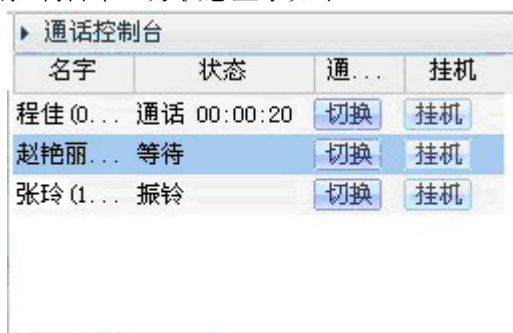 通话控制台
名字 状态 通... 挂机
程佳(0... 通话 00:00:20 切换 挂机
赵艳丽... 等待 切换 挂机
张玲(1... 振铃 切换 挂机